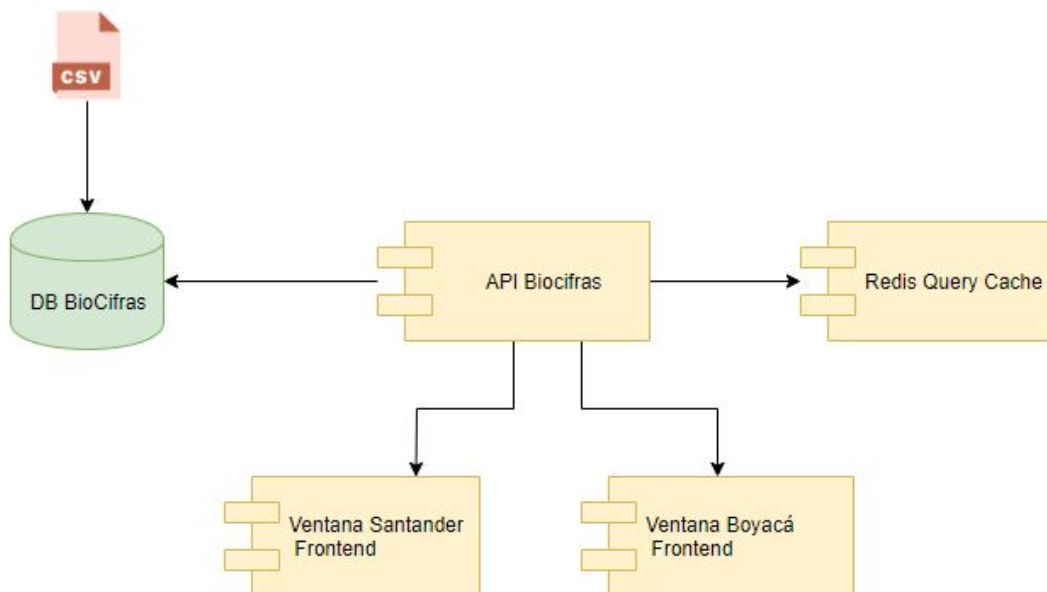 CSV
DB BioCifras
API Biocifras
Redis Query Cache
Ventana Santander
Frontend
Ventana Boyacá
Frontend